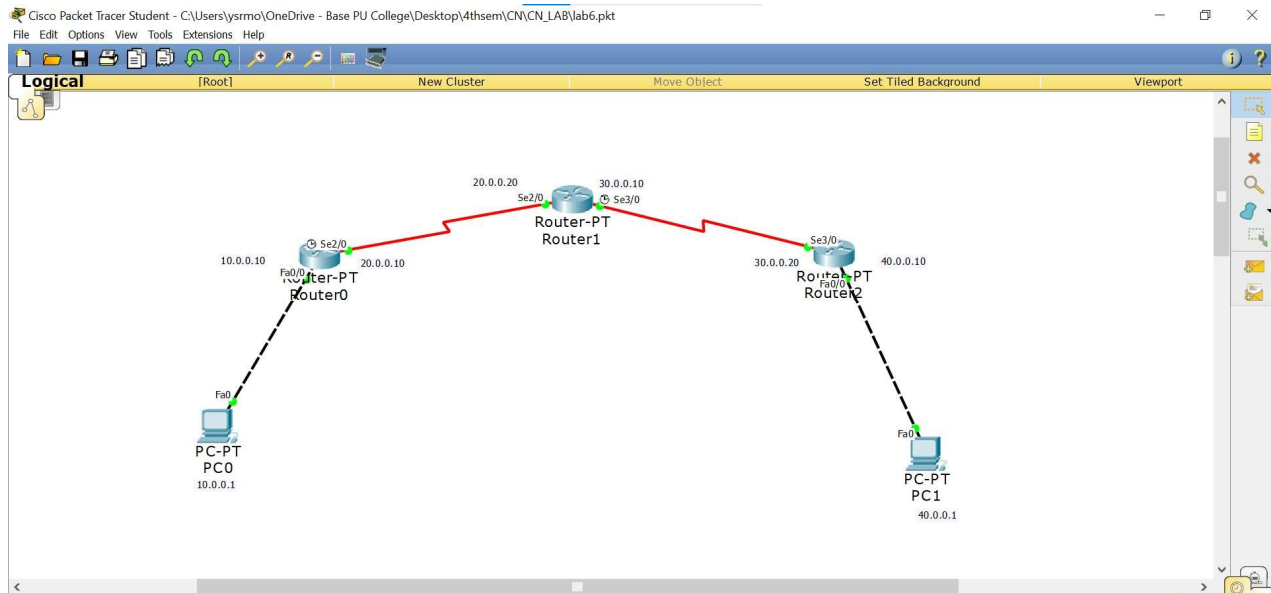 Cisco Packet Tracer Student - C:\Users\ysrmo\OneDrive - Base PU College\Desktop\4thsem\CN\CN_LAB\lab6.pkt
File Edit Options View Tools Extensions Help
Logical [Root] New Cluster Move Object Set Tiled Background Viewport
20.0.0.20 30.0.0.10
Se2/0 Se3/0
Router-PT
Router1
Se2/0 Se3/0
10.0.0.10 20.0.0.10 30.0.0.20 40.0.0.10
Fa0/0 Router-PT Router-PT
Router0 Fa0/0 Router2
Fa0
PC-PT
PC0
10.0.0.1
Fa0
PC-PT
PC1
40.0.0.1